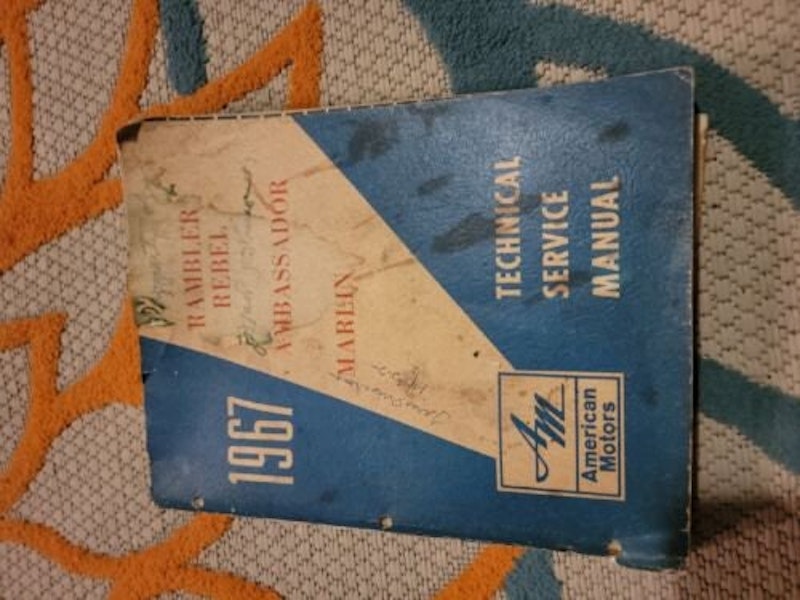 1967
RAMBLER
REBEL
AMBASSADOR
MARLIN
TECHNICAL
SERVICE
MANUAL
AM
American
Motors